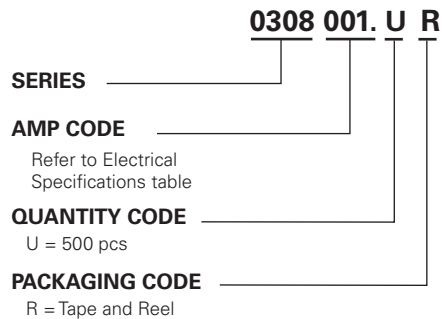 0308 001. U R
SERIES
AMP CODE
Refer to Electrical
Specifications table
QUANTITY CODE
U = 500 pcs
PACKAGING CODE
R = Tape and Reel